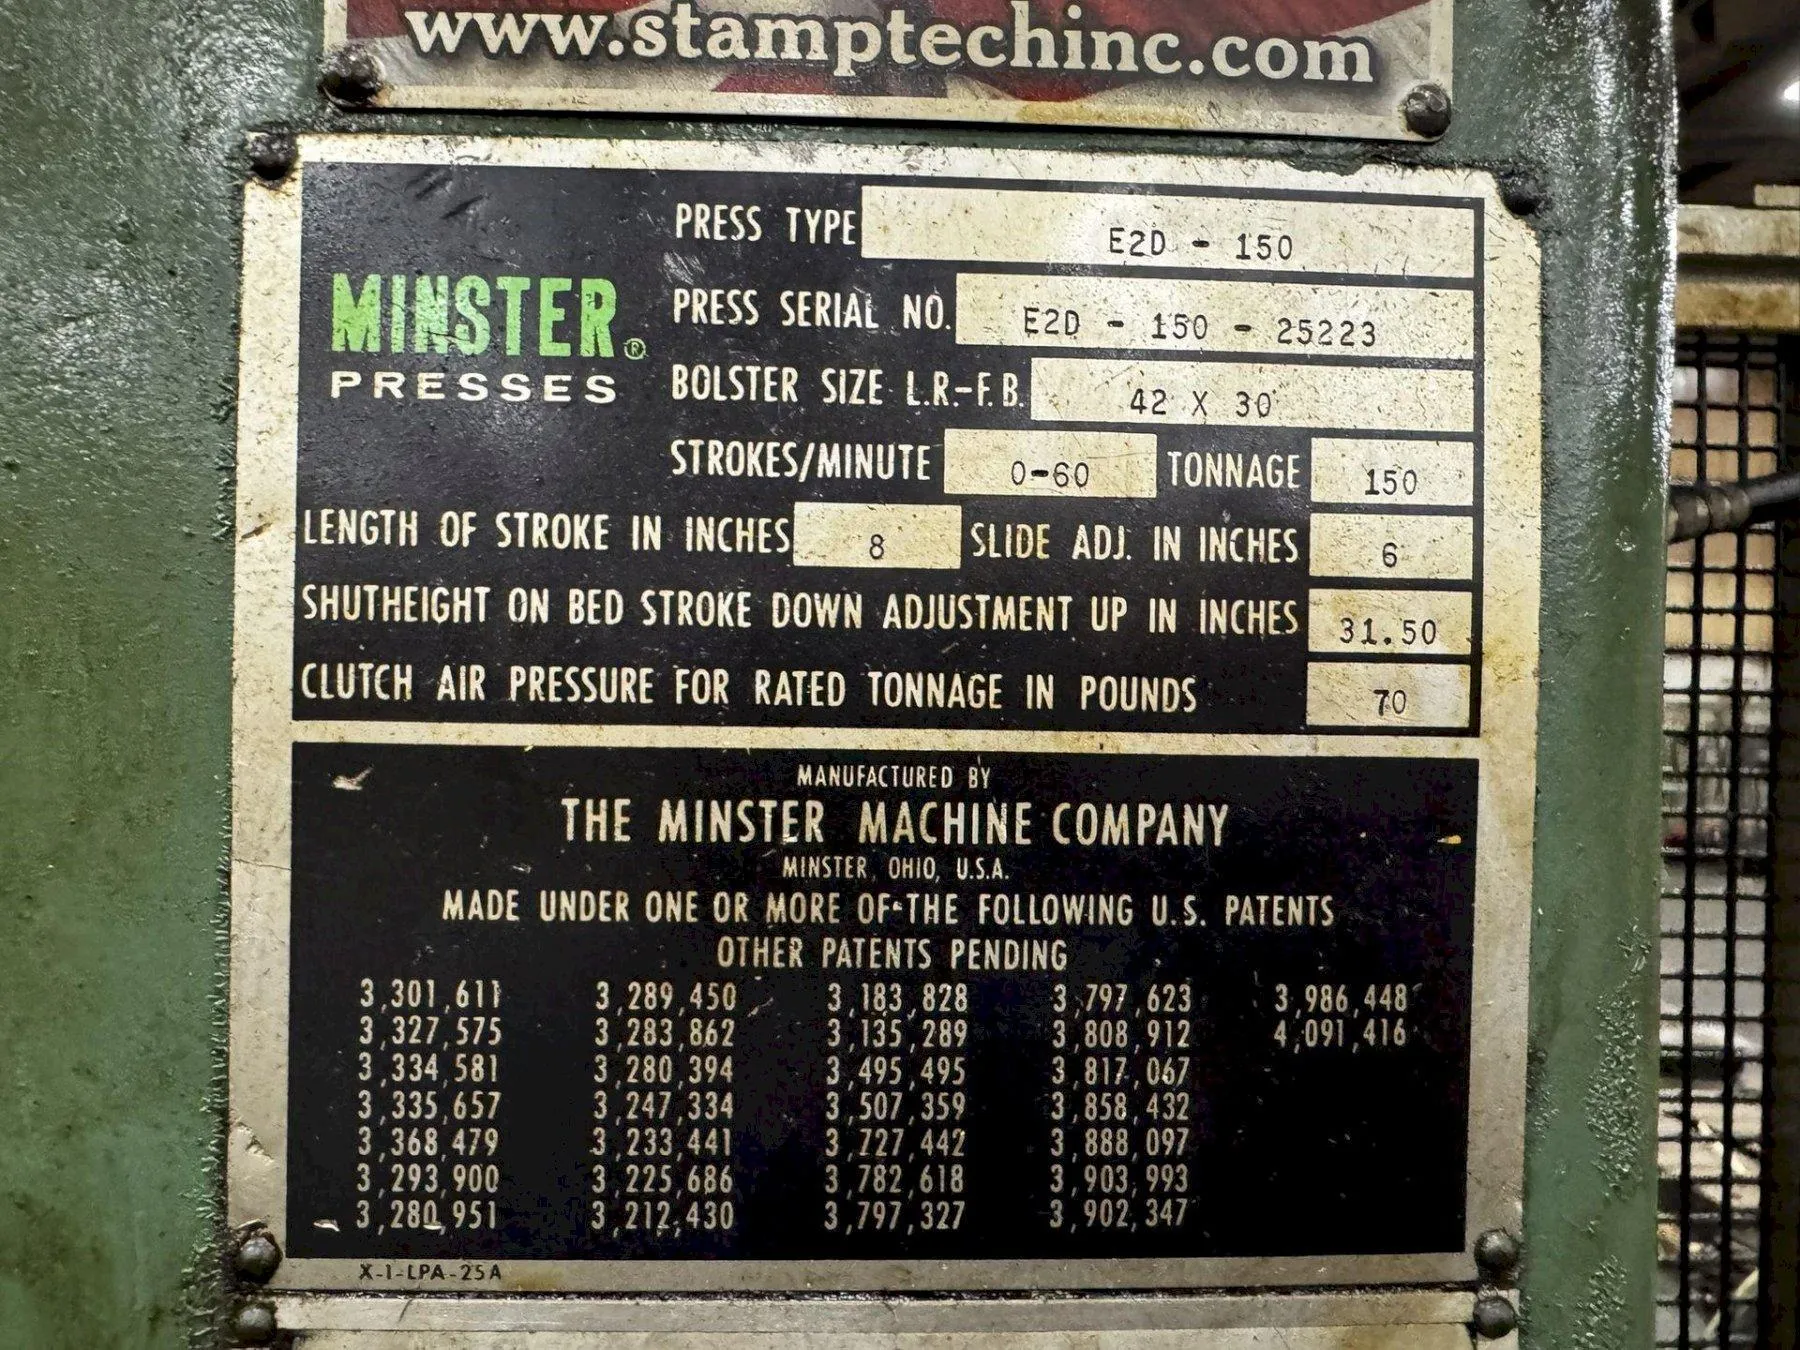 www.stamptechinc.com
MINSTER®
PRESSES
PRESS TYPE E2D - 150
PRESS SERIAL NO. E2D - 150 - 25223
BOLSTER SIZE L.R.-F.B. 42 X 30
STROKES/MINUTE 0-60 TONNAGE 150
LENGTH OF STROKE IN INCHES 8 SLIDE ADJ. IN INCHES 6
SHUTHEIGHT ON BED STROKE DOWN ADJUSTMENT UP IN INCHES 31.50
CLUTCH AIR PRESSURE FOR RATED TONNAGE IN POUNDS 70
MANUFACTURED BY
THE MINSTER MACHINE COMPANY
MINSTER, OHIO, U.S.A.
MADE UNDER ONE OR MORE OF THE FOLLOWING U.S. PATENTS
OTHER PATENTS PENDING
3,301,611 3,289,450 3,183,828 3,797,623 3,986,448
3,327,575 3,283,862 3,135,289 3,808,912 4,091,416
3,334,581 3,280,394 3,495,495 3,817,067
3,335,657 3,247,334 3,507,359 3,858,432
3,368,479 3,233,441 3,727,442 3,888,097
3,293,900 3,225,686 3,782,618 3,903,993
3,280,951 3,212,430 3,797,327 3,902,347
X-1-LPA-25A